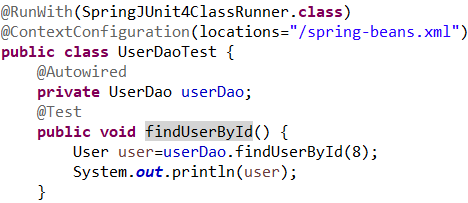 @RunWith(SpringJUnit4ClassRunner.class)
@ContextConfiguration(locations="/spring-beans.xml")
public class UserDaoTest {
    @Autowired
    private UserDao userDao;
    @Test
    public void findUserById() {
        User user=userDao.findUserById(8);
        System.out.println(user);
    }